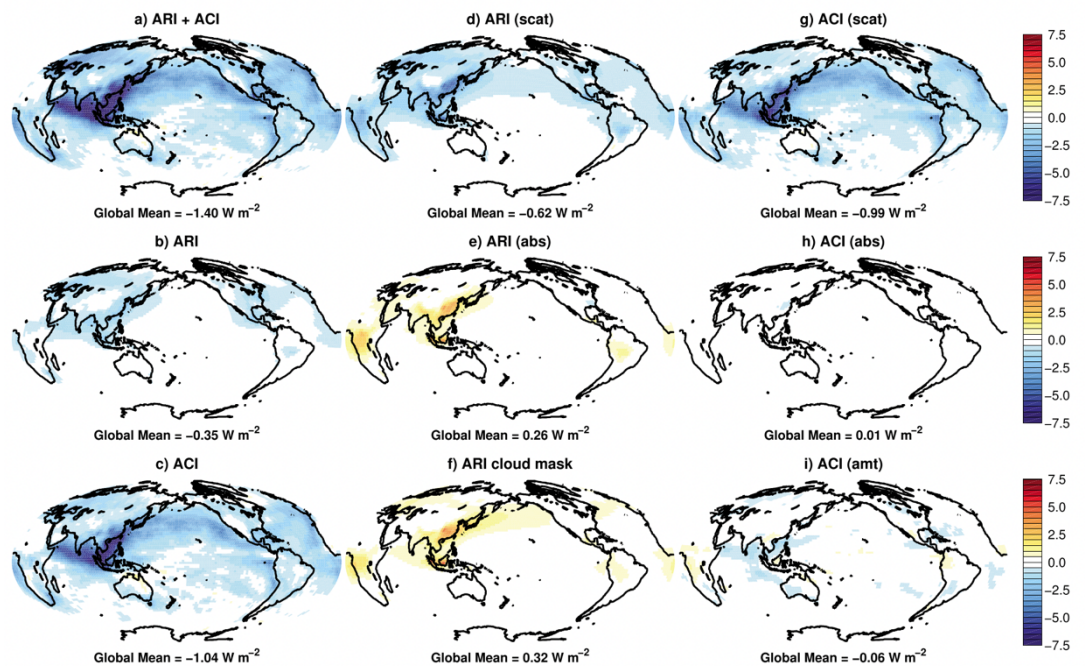 a) ARI + ACI
d) ARI (scat)
g) ACI (scat)
7.5
5.0
2.5
0.0
−2.5
−5.0
−7.5
Global Mean = −1.40 W m⁻²
Global Mean = −0.62 W m⁻²
Global Mean = −0.99 W m⁻²
b) ARI
e) ARI (abs)
h) ACI (abs)
7.5
5.0
2.5
0.0
−2.5
−5.0
−7.5
Global Mean = −0.35 W m⁻²
Global Mean = 0.26 W m⁻²
Global Mean = 0.01 W m⁻²
c) ACI
f) ARI cloud mask
i) ACI (amt)
7.5
5.0
2.5
0.0
−2.5
−5.0
−7.5
Global Mean = −1.04 W m⁻²
Global Mean = 0.32 W m⁻²
Global Mean = −0.06 W m⁻²